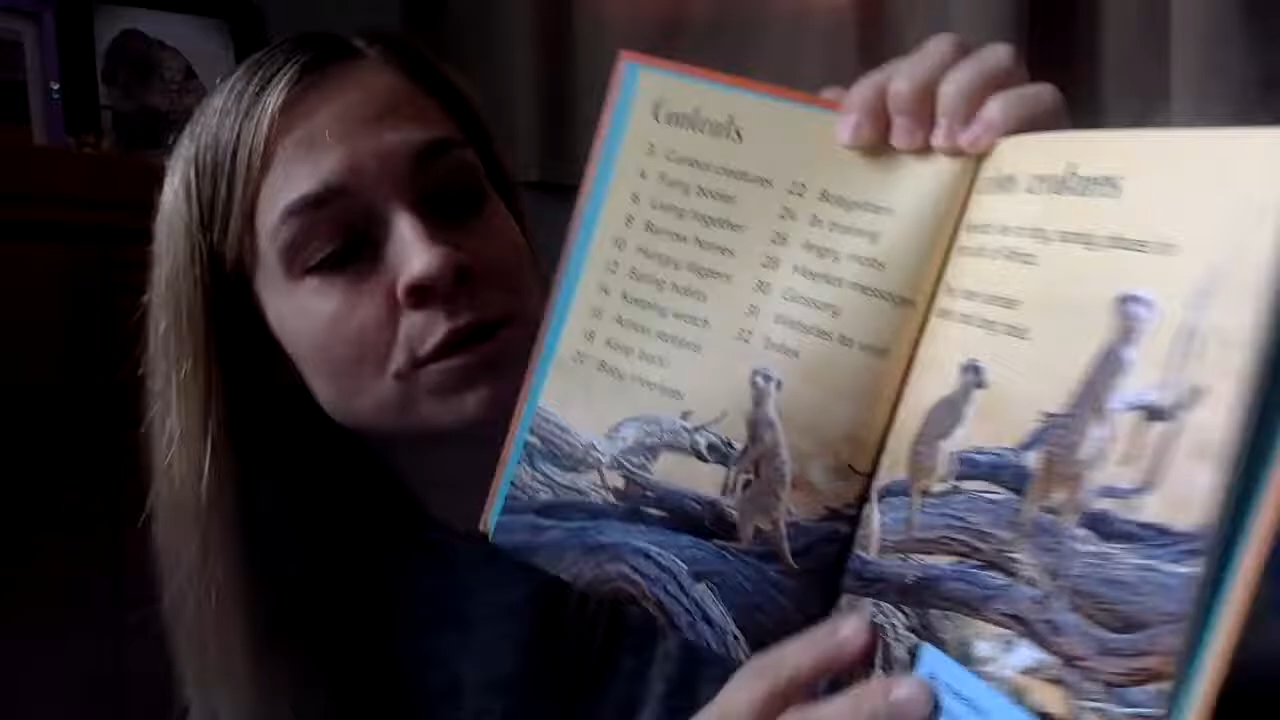 Contents
3 Curious creatures
4 Furry bodies
6 Living together
8 Burrow homes
10 Hungry diggers
12 Eating habits
14 Keeping watch
16 Action stations
18 Keep back!
20 Baby meerkats
22 Babysitters
24 In training
26 Angry mobs
28 Meerkat messages
30 Glossary
31 Websites to visit
32 Index
creatures